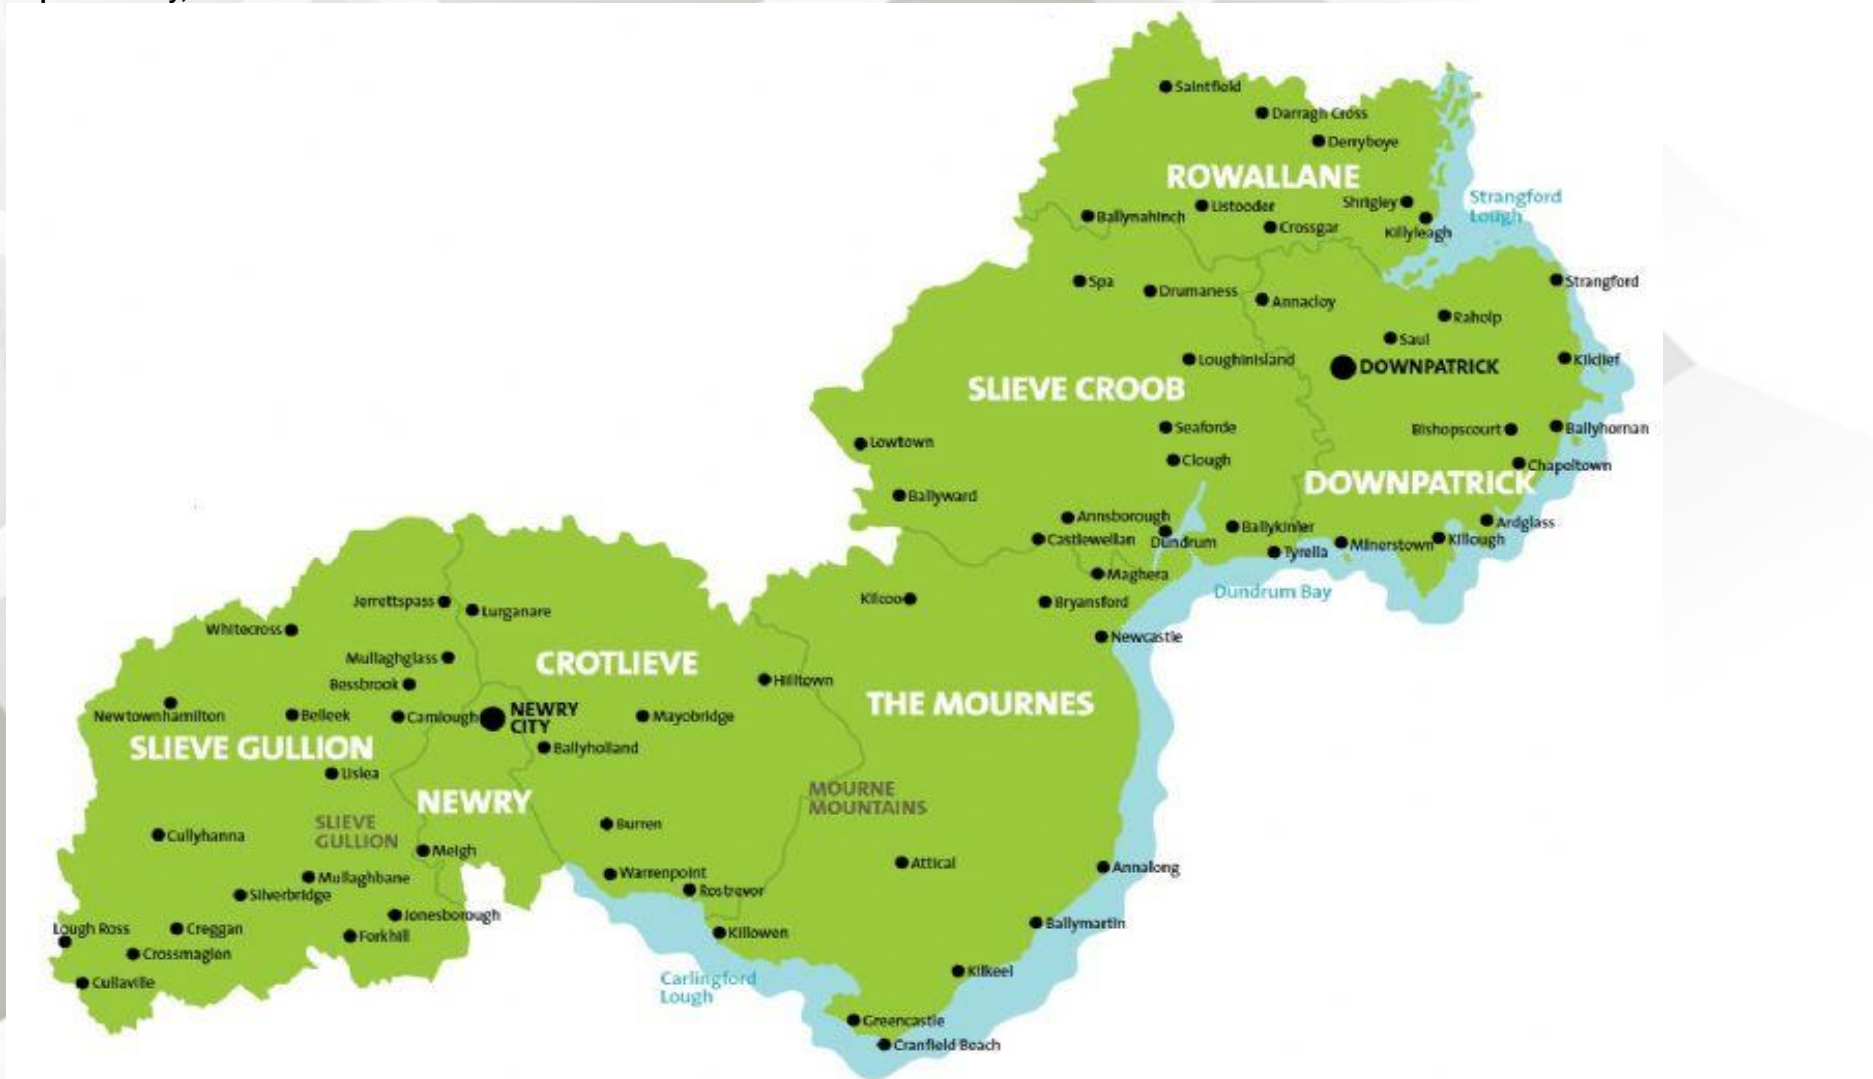 Saintfield
Darragh Cross
Derryboye
ROWALLANE
Strangford
Lough
Shrigley
Listooder
Ballynahinch
Crossgar
Killyleagh
Spa
Drumaness
Annacloy
Strangford
Raholp
Saul
Loughinisland
DOWNPATRICK
Kilclief
SLIEVE CROOB
Seaforde
Bishopscourt
Ballyhornan
Lowtown
Clough
Chapeltown
DOWNPATRICK
Ballyward
Annsborough
Ballykinler
Ardglass
Castlewellan
Dundrum
Tyrella
Minerstown
Killough
Maghera
Dundrum Bay
Kilcoo
Bryansford
Newcastle
Jerrettspass
Lurganare
Whitecross
Mullaghglass
CROTLIEVE
Bessbrook
Hilltown
THE MOURNES
Newtownhamilton
Belleek
Camlough
NEWRY
CITY
Mayobridge
SLIEVE GULLION
Ballyholland
Lislea
NEWRY
MOURNE
MOUNTAINS
SLIEVE
GULLION
Cullyhanna
Burren
Meigh
Attical
Annalong
Mullaghbane
Warrenpoint
Silverbridge
Rostrevor
Jonesborough
Lough Ross
Creggan
Forkhill
Killowen
Ballymartin
Crossmaglen
Cullaville
Carlingford
Lough
Kilkeel
Greencastle
Cranfield Beach